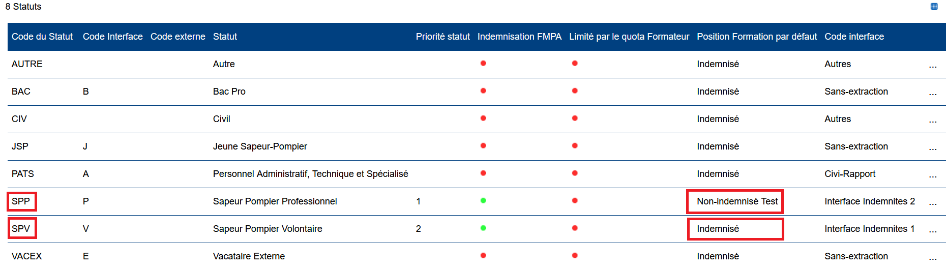 8 Statuts
Code du Statut Code Interface Code externe Statut Priorité statut Indemnisation FMPA Limité par le quota Formateur Position Formation par défaut Code interface
AUTRE Autre Indemnisé Autres ...
BAC B Bac Pro Indemnisé Sans-extraction ...
CIV Civil Indemnisé Autres ...
JSP J Jeune Sapeur-Pompier Indemnisé Sans-extraction ...
PATS A Personnel Administratif, Technique et Spécialisé Indemnisé Civi-Rapport ...
SPP P Sapeur Pompier Professionnel 1 Non-indemnisé Test Interface Indemnites 2 ...
SPV V Sapeur Pompier Volontaire 2 Indemnisé Interface Indemnites 1 ...
VACEX E Vacataire Externe Indemnisé Sans-extraction ...